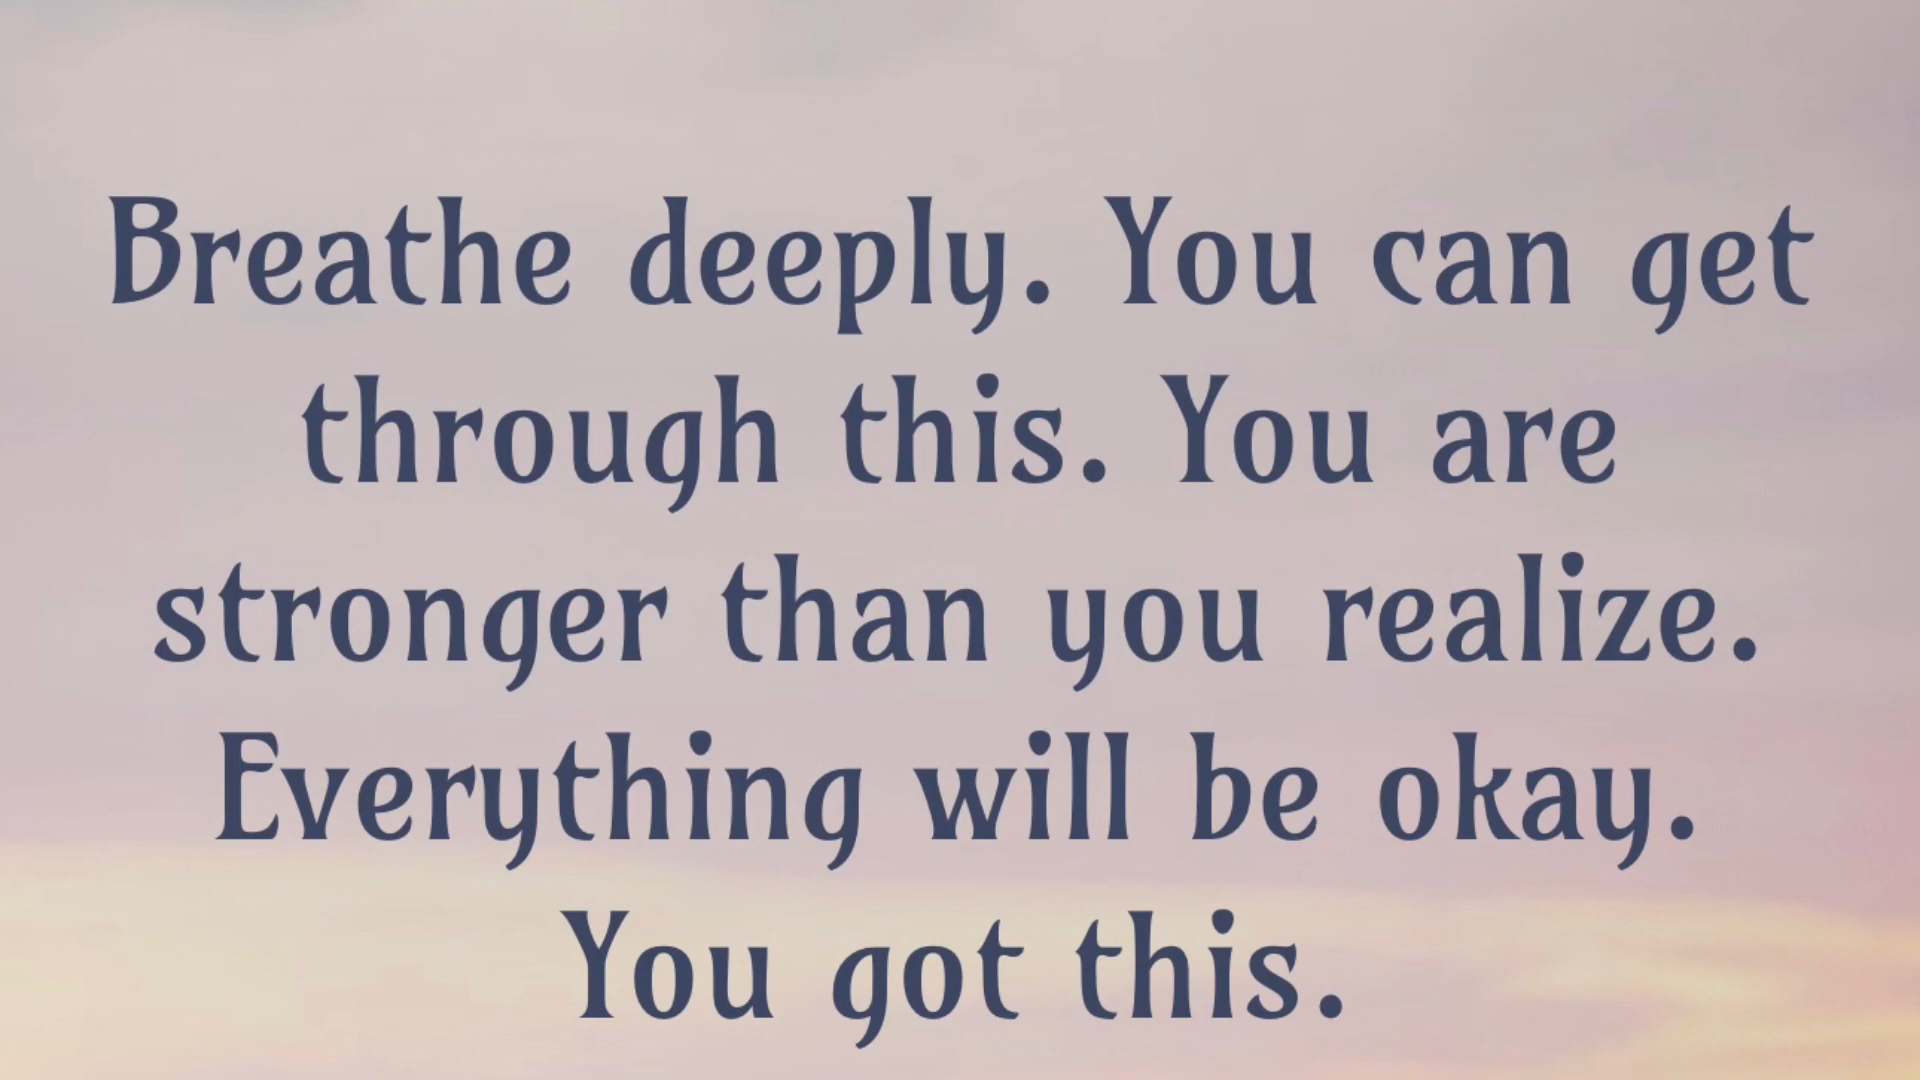 Breathe deeply. You can get
through this. You are
stronger than you realize.
Everything will be okay.
You got this.